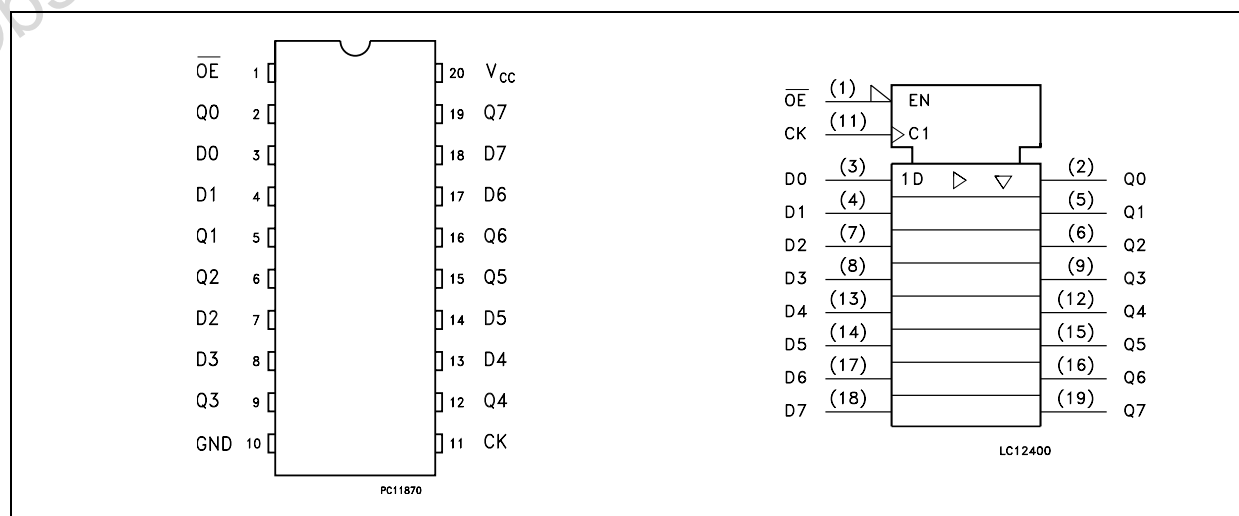 OE 1 20 VCC
Q0 2 19 Q7
D0 3 18 D7
D1 4 17 D6
Q1 5 16 Q6
Q2 6 15 Q5
D2 7 14 D5
D3 8 13 D4
Q3 9 12 Q4
GND 10 11 CK
PC11870
OE (1) EN
CK (11) C1
D0 (3) 1D (2) Q0
D1 (4) (5) Q1
D2 (7) (6) Q2
D3 (8) (9) Q3
D4 (13) (12) Q4
D5 (14) (15) Q5
D6 (17) (16) Q6
D7 (18) (19) Q7
LC12400